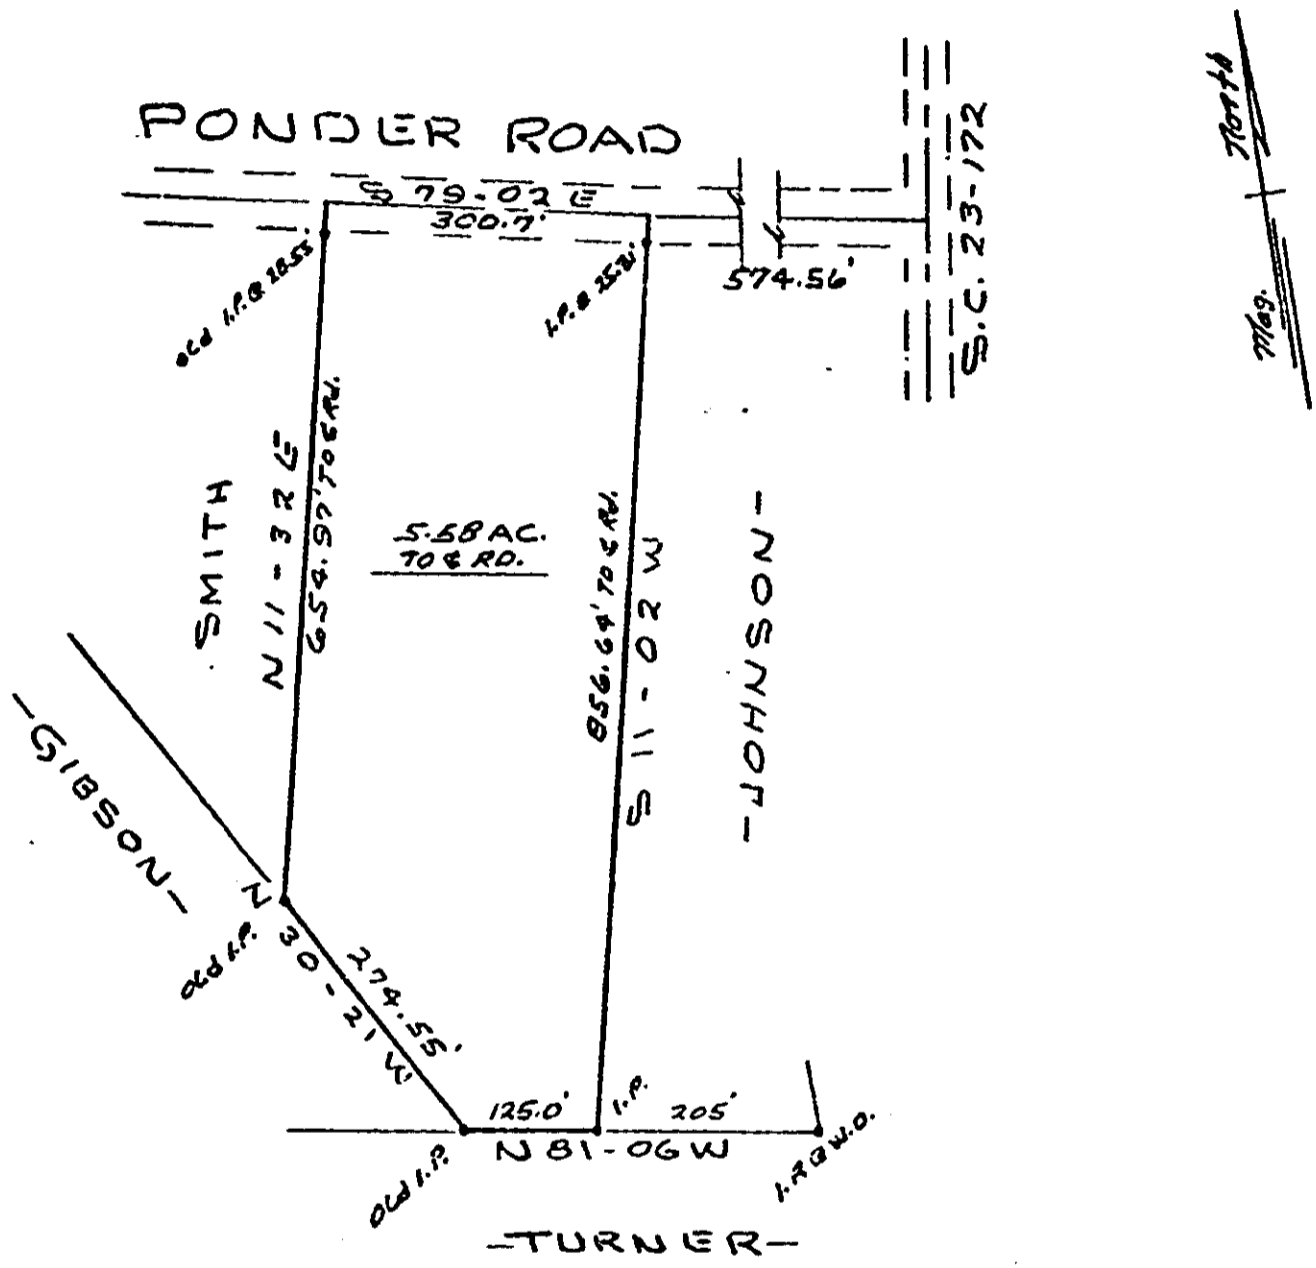 PONDER ROAD
S 79-02 E
300.7'
574.56'
S.C. 23-172
North
Mag.
OLd I.P.@ 28.55'
I.P. @ 25.21'
SMITH
N 11-32 E
654.97' TO ℄ Rd.
5.58 AC.
TO ℄ RD.
856.64' TO ℄ Rd.
S 11-02 W
-JOHNSON-
-GIBSON-
OLd I.P.
N 30-21 W
274.55'
125.0'
I.P.
205'
N 81-06 W
OLd I.P.
I.P.@ W.O.
-TURNER-